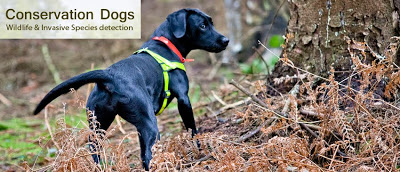 Conservation Dogs
Wildlife & Invasive Species detection